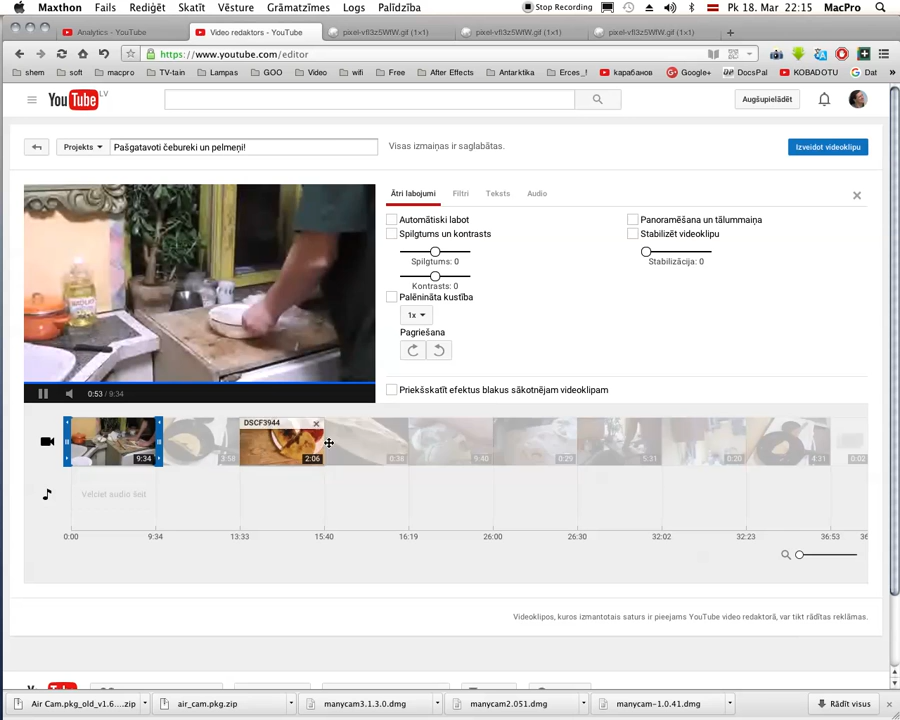 Maxthon Fails Rediģēt Skatīt Vēsture Grāmatzīmes Logs Palīdzība Stop Recording Pk 18. Mar 22:15 MacPro
Analytics - YouTube Video redaktors - YouTube pixel-vfl3z5WfW.gif (1×1) pixel-vfl3z5WfW.gif (1×1) pixel-vfl3z5WfW.gif (1×1)
https://www.youtube.com/editor
shem soft macpro TV-tain Lampas GOO Video wifi Free After Effects Antarktika Erces_! карабанов Google+ DocsPal KOBADOTU Dat »
YouTube LV Augšupielādēt
Projekts Pašgatavoti čebureki un pelmeņi! Visas izmaiņas ir saglabātas. Izveidot videoklipu
Ātri labojumi Filtri Teksts Audio
Automātiski labot Panoramēšana un tālummaiņa
Spilgtums un kontrasts Stabilizēt videoklipu
Spilgtums: 0 Stabilizācija: 0
Kontrasts: 0
Palēnināta kustība
1x
Pagriešana
Priekšskatīt efektus blakus sākotnējam videoklipam
0:53 / 9:34
DSCF3944
9:34 3:58 2:06 0:38 9:40 0:29 5:31 0:20 4:31 0:02
Velciet audio šeit
0:00 9:34 13:33 15:40 16:19 26:00 26:30 32:02 32:23 36:53 36
Videoklipos, kuros izmantotais saturs ir pieejams YouTube video redaktorā, var tikt rādītas reklāmas.
Air Cam.pkg_old_v1.6....zip air_cam.pkg.zip manycam3.1.3.0.dmg manycam2.051.dmg manycam-1.0.41.dmg Rādīt visus